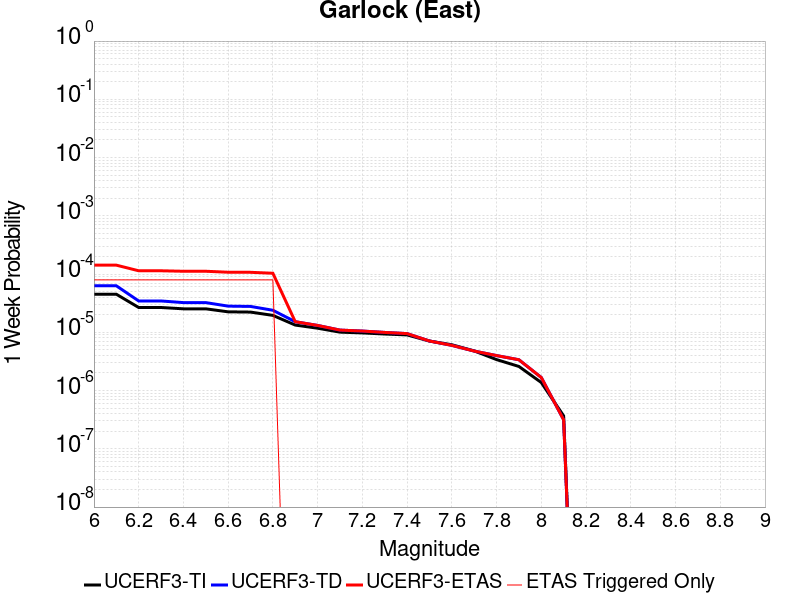 Garlock (East)
10^0
10^-1
10^-2
10^-3
10^-4
10^-5
10^-6
10^-7
10^-8
1 Week Probability
6 6.2 6.4 6.6 6.8 7 7.2 7.4 7.6 7.8 8 8.2 8.4 8.6 8.8 9
Magnitude
UCERF3-TI UCERF3-TD UCERF3-ETAS ETAS Triggered Only